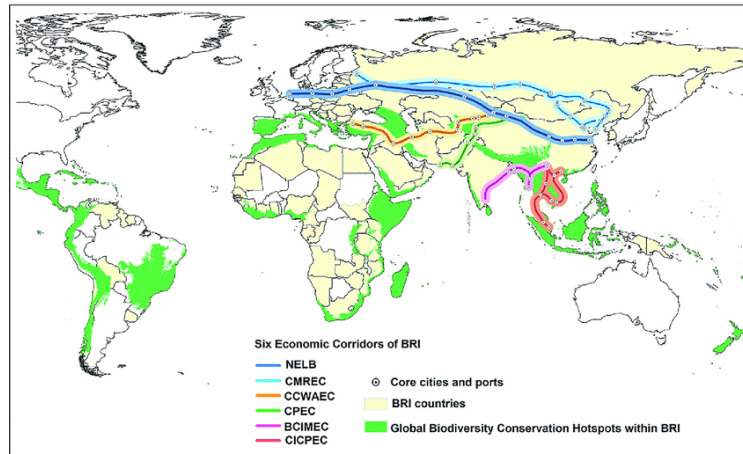 Six Economic Corridors of BRI
NELB
CMREC
CCWAEC
CPEC
BCIMEC
CICPEC
Core cities and ports
BRI countries
Global Biodiversity Conservation Hotspots within BRI